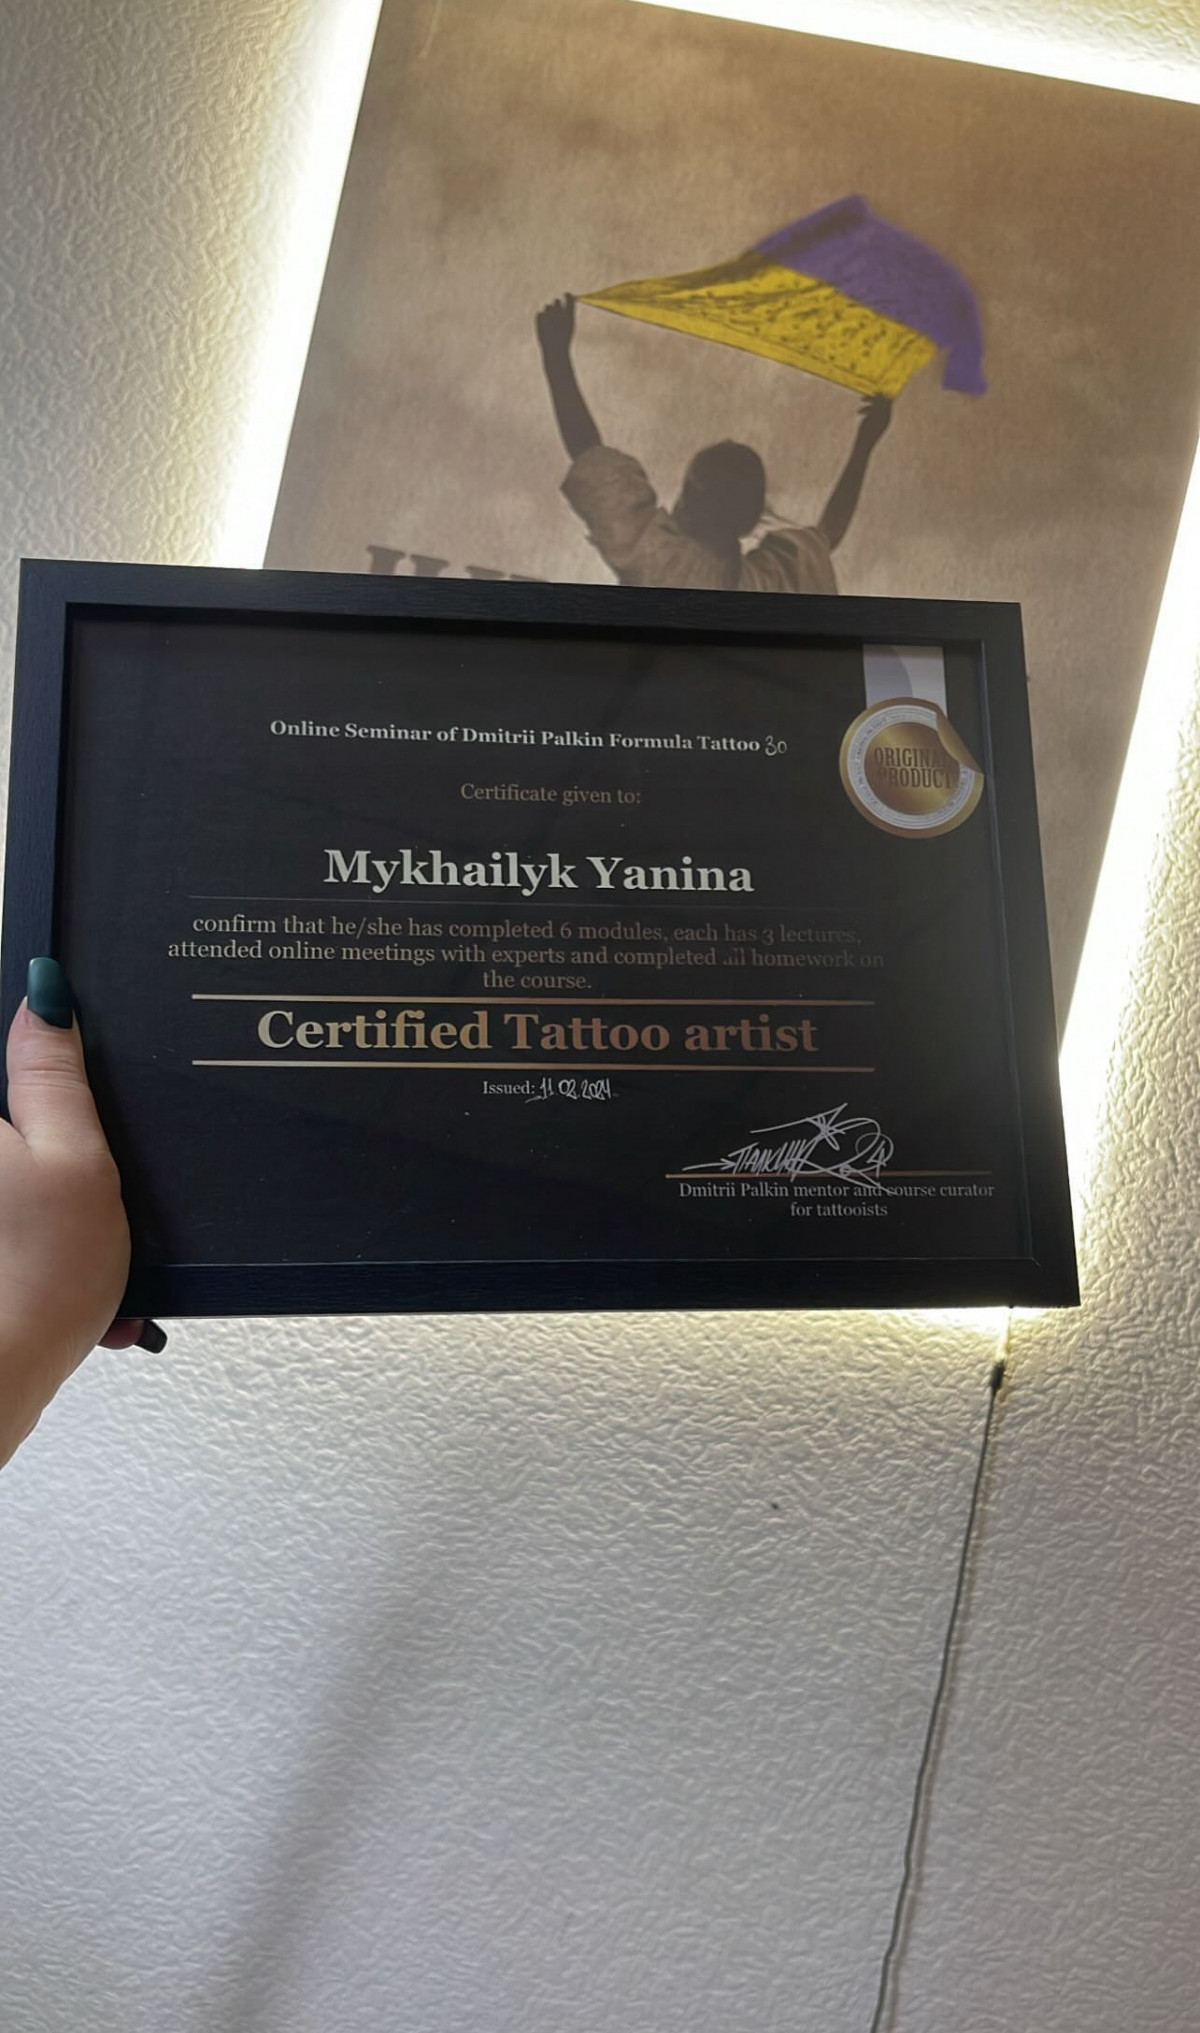 Online Seminar of Dmitrii Palkin Formula Tattoo 30
ORIGINAL
PRODUCT
Certificate given to:
Mykhailyk Yanina
confirm that he/she has completed 6 modules, each has 3 lectures,
attended online meetings with experts and completed all homework on
the course.
Certified Tattoo artist
Issued: 11.02.2024
Палкин
Dmitrii Palkin mentor and course curator
for tattooists